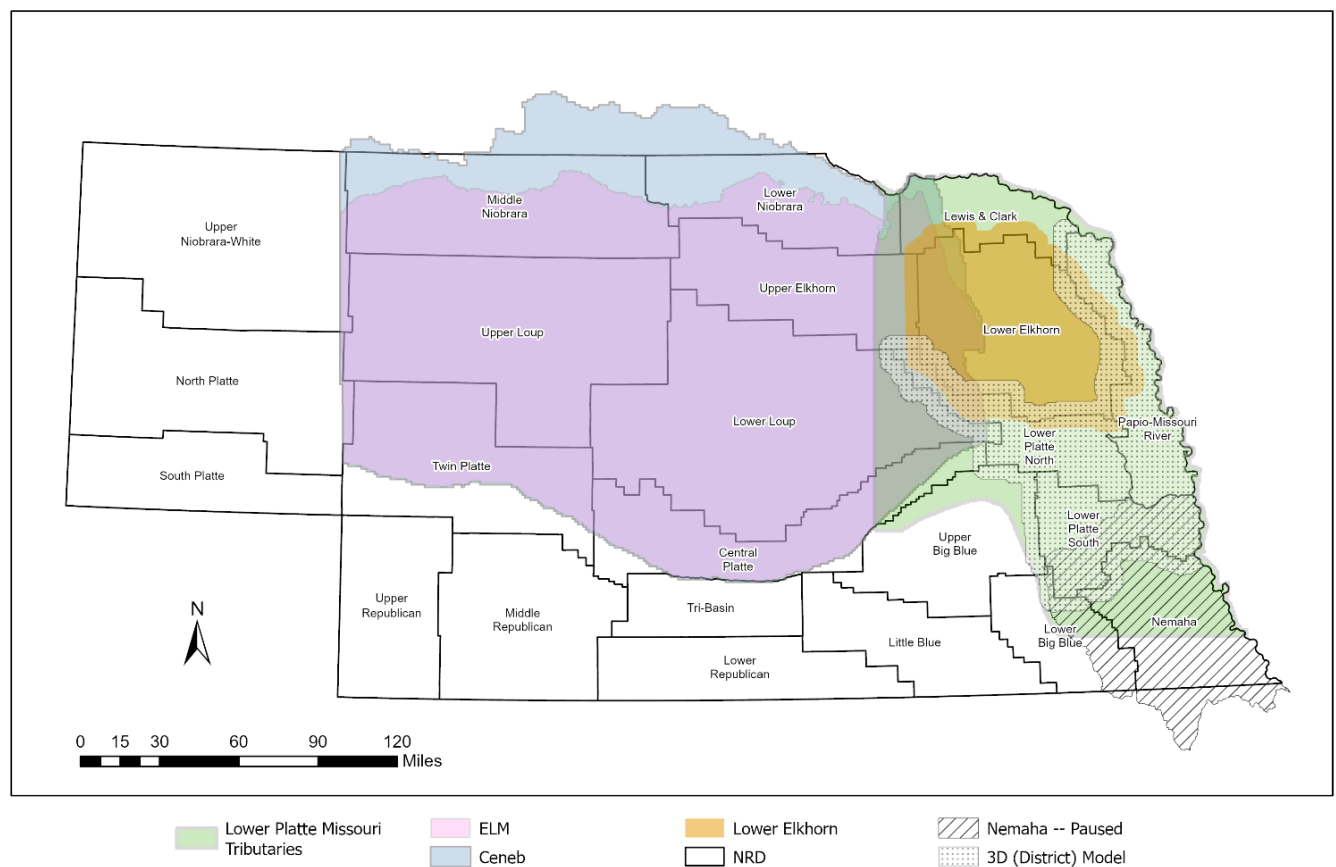 Middle
Niobrara
Lower
Niobrara
Lewis & Clark
Upper
Niobrara-White
Upper Elkhorn
Upper Loup
Lower Elkhorn
North Platte
Lower Loup
Papio-Missouri
River
Lower
Platte
North
Twin Platte
South Platte
Lower
Platte
South
Upper
Big Blue
Central
Platte
Upper
Republican
Middle
Republican
Tri-Basin
Nemaha
Lower
Big Blue
Little Blue
Lower
Republican
N
0 15 30 60 90 120
Miles
Lower Platte Missouri
Tributaries
ELM
Ceneb
Lower Elkhorn
NRD
Nemaha -- Paused
3D (District) Model